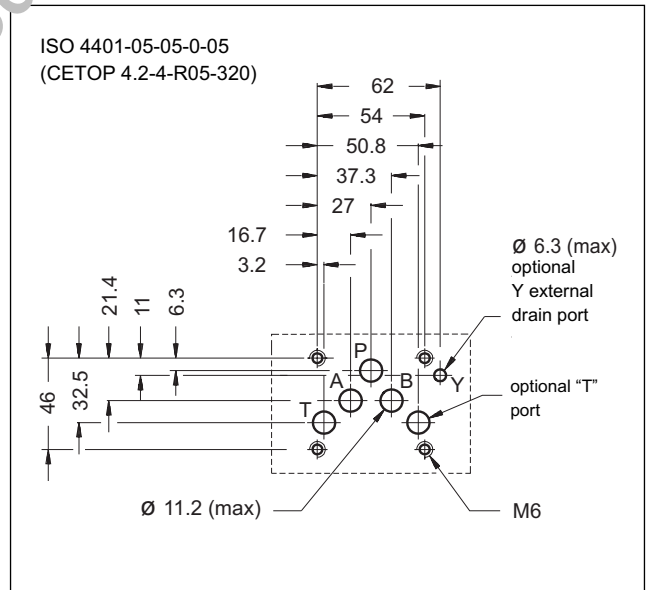 ISO 4401-05-05-0-05
(CETOP 4.2-4-R05-320)
62
54
50.8
37.3
27
16.7
3.2
21.4
11
6.3
46
32.5
Ø 6.3 (max)
optional
Y external
drain port
P
A
B
Y
T
optional “T”
port
Ø 11.2 (max)
M6